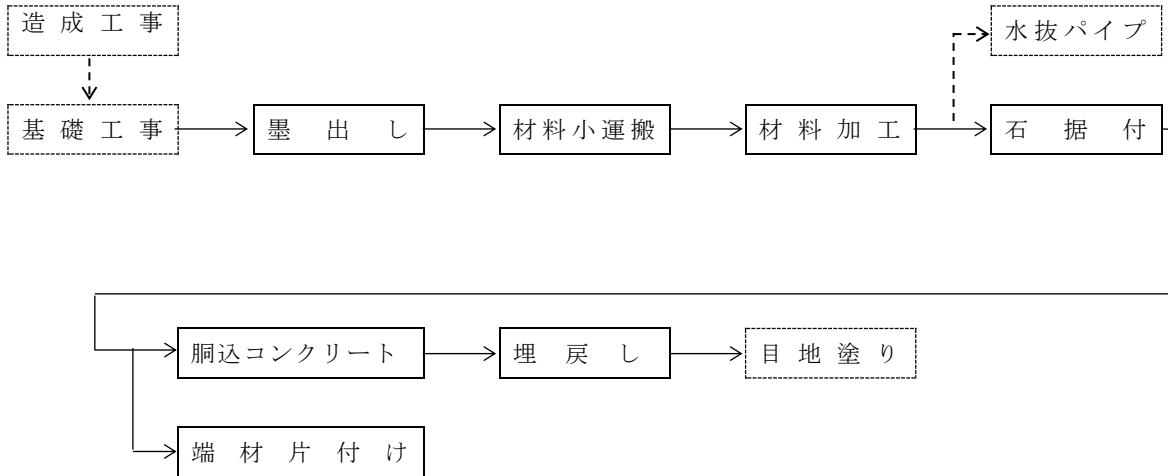 造成工事
水抜パイプ
基礎工事
墨出し
材料小運搬
材料加工
石据付
胴込コンクリート
埋戻し
目地塗り
端材片付け